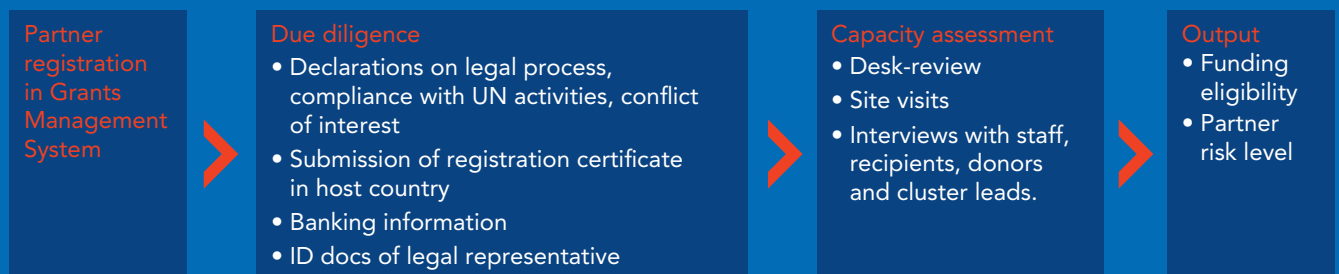 Partner
registration
in Grants
Management
System
Due diligence
• Declarations on legal process,
compliance with UN activities, conflict
of interest
• Submission of registration certificate
in host country
• Banking information
• ID docs of legal representative
Capacity assessment
• Desk-review
• Site visits
• Interviews with staff,
recipients, donors
and cluster leads.
Output
• Funding
eligibility
• Partner
risk level